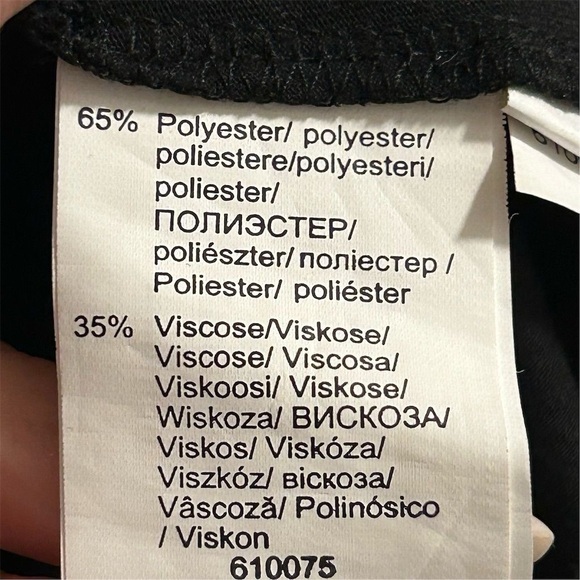 65% Polyester/ polyester/
poliestere/polyesteri/
poliester/
ПОЛИЭСТЕР/
poliészter/ поліестер /
Poliester/ poliéster
35% Viscose/Viskose/
Viscose/ Viscosa/
Viskoosi/ Viskose/
Wiskoza/ ВИСКОЗА/
Viskos/ Viskóza/
Viszkóz/ віскоза/
Vâscoză/ Polinósico
/ Viskon
610075